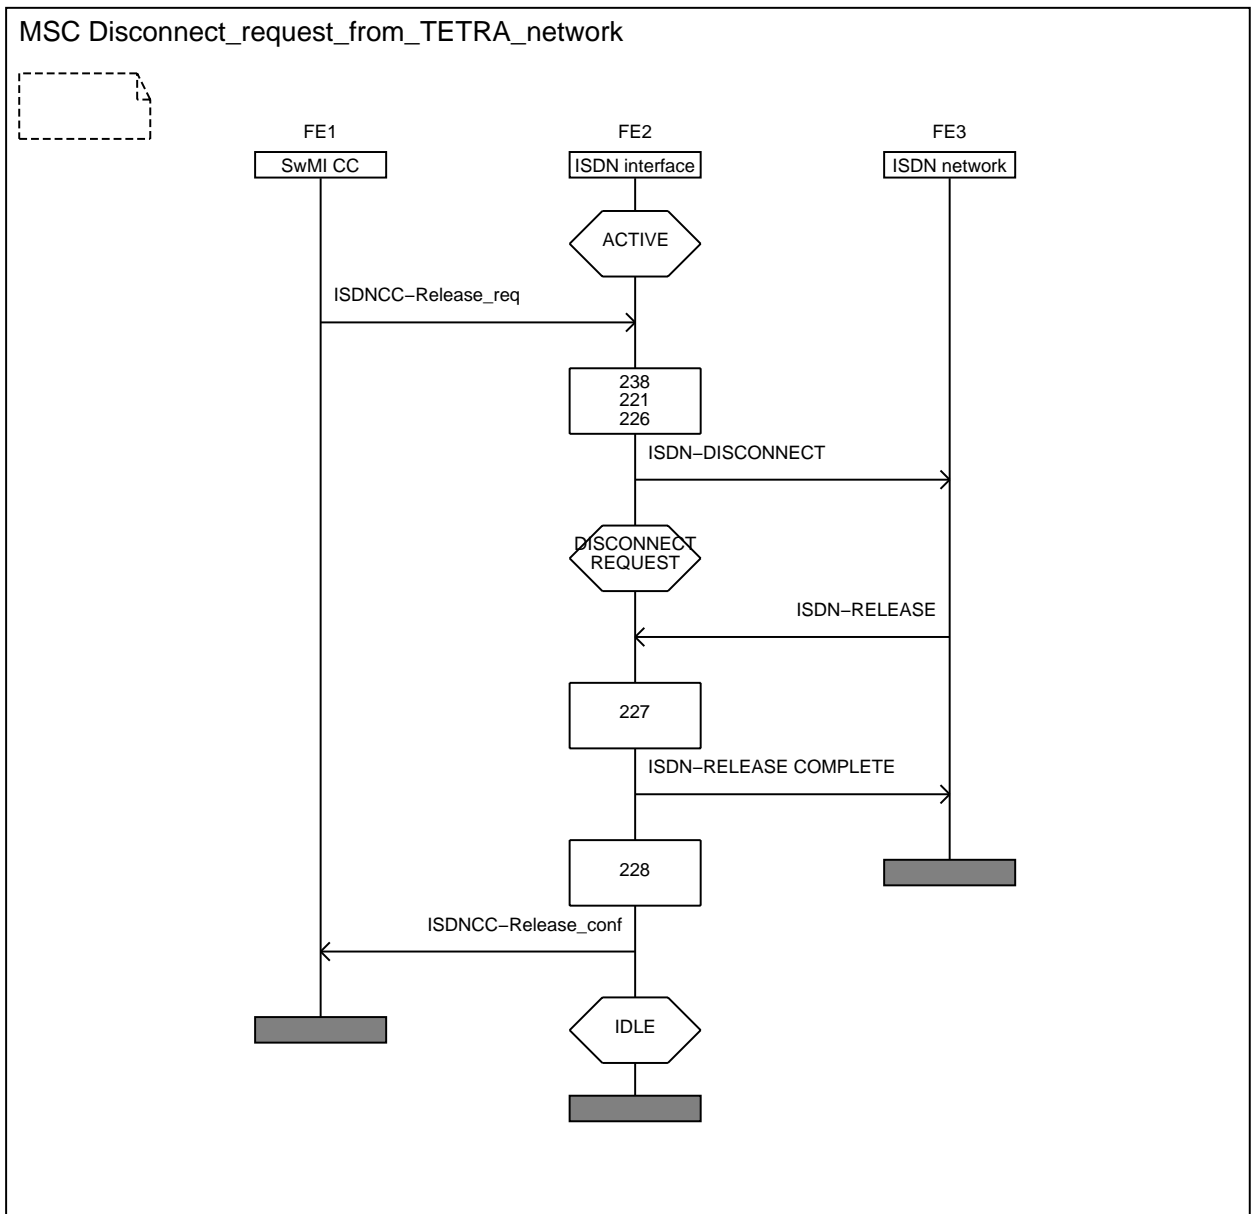 MSC Disconnect_request_from_TETRA_network
FE1
FE2
FE3
SwMI CC
ISDN interface
ISDN network
ACTIVE
ISDNCC−Release_req
238
221
226
ISDN−DISCONNECT
DISCONNECT
REQUEST
ISDN−RELEASE
227
ISDN−RELEASE COMPLETE
228
ISDNCC−Release_conf
IDLE